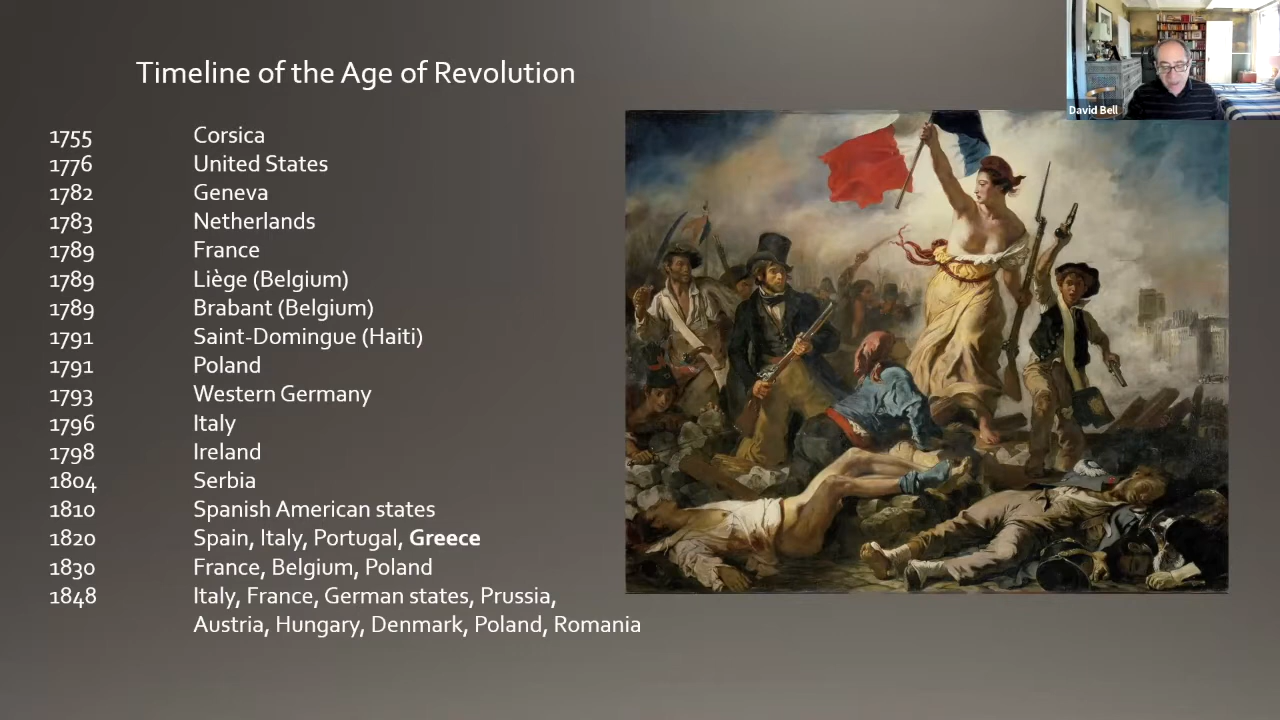 Timeline of the Age of Revolution
David Bell
1755 Corsica
1776 United States
1782 Geneva
1783 Netherlands
1789 France
1789 Liège (Belgium)
1789 Brabant (Belgium)
1791 Saint-Domingue (Haiti)
1791 Poland
1793 Western Germany
1796 Italy
1798 Ireland
1804 Serbia
1810 Spanish American states
1820 Spain, Italy, Portugal, Greece
1830 France, Belgium, Poland
1848 Italy, France, German states, Prussia,
Austria, Hungary, Denmark, Poland, Romania